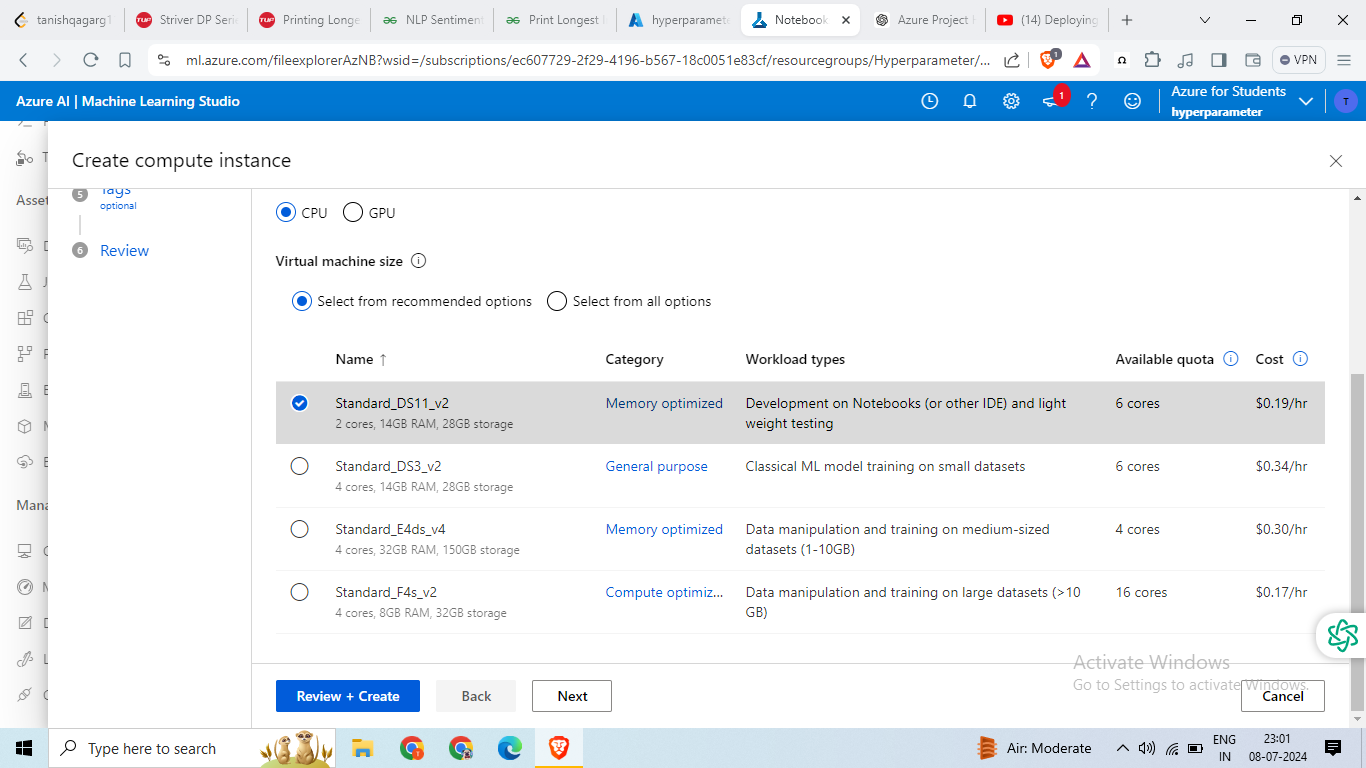 tanishqagarg1
Striver DP Seri
Printing Longe
NLP Sentiment
Print Longest
hyperparamete
Notebook
Azure Project
(14) Deploying
ml.azure.com/fileexplorerAzNB?wsid=/subscriptions/ec607729-2f29-4196-b567-18c0051e83cf/resourcegroups/Hyperparameter/...
1
VPN
Azure AI | Machine Learning Studio
1
Azure for Students
hyperparameter
T
Create compute instance
Asset
Mana
5
Tags
optional
6
Review
CPU
GPU
Virtual machine size
Select from recommended options
Select from all options
Name ↑ Category Workload types Available quota Cost
Standard_DS11_v2 Memory optimized Development on Notebooks (or other IDE) and light 6 cores $0.19/hr
2 cores, 14GB RAM, 28GB storage weight testing
Standard_DS3_v2 General purpose Classical ML model training on small datasets 6 cores $0.34/hr
4 cores, 14GB RAM, 28GB storage
Standard_E4ds_v4 Memory optimized Data manipulation and training on medium-sized 4 cores $0.30/hr
4 cores, 32GB RAM, 150GB storage datasets (1-10GB)
Standard_F4s_v2 Compute optimiz... Data manipulation and training on large datasets (>10 16 cores $0.17/hr
4 cores, 8GB RAM, 32GB storage GB)
Activate Windows
Go to Settings to activate Windows.
Review + Create
Back
Next
Cancel
Type here to search
Air: Moderate
ENG
IN
23:01
08-07-2024